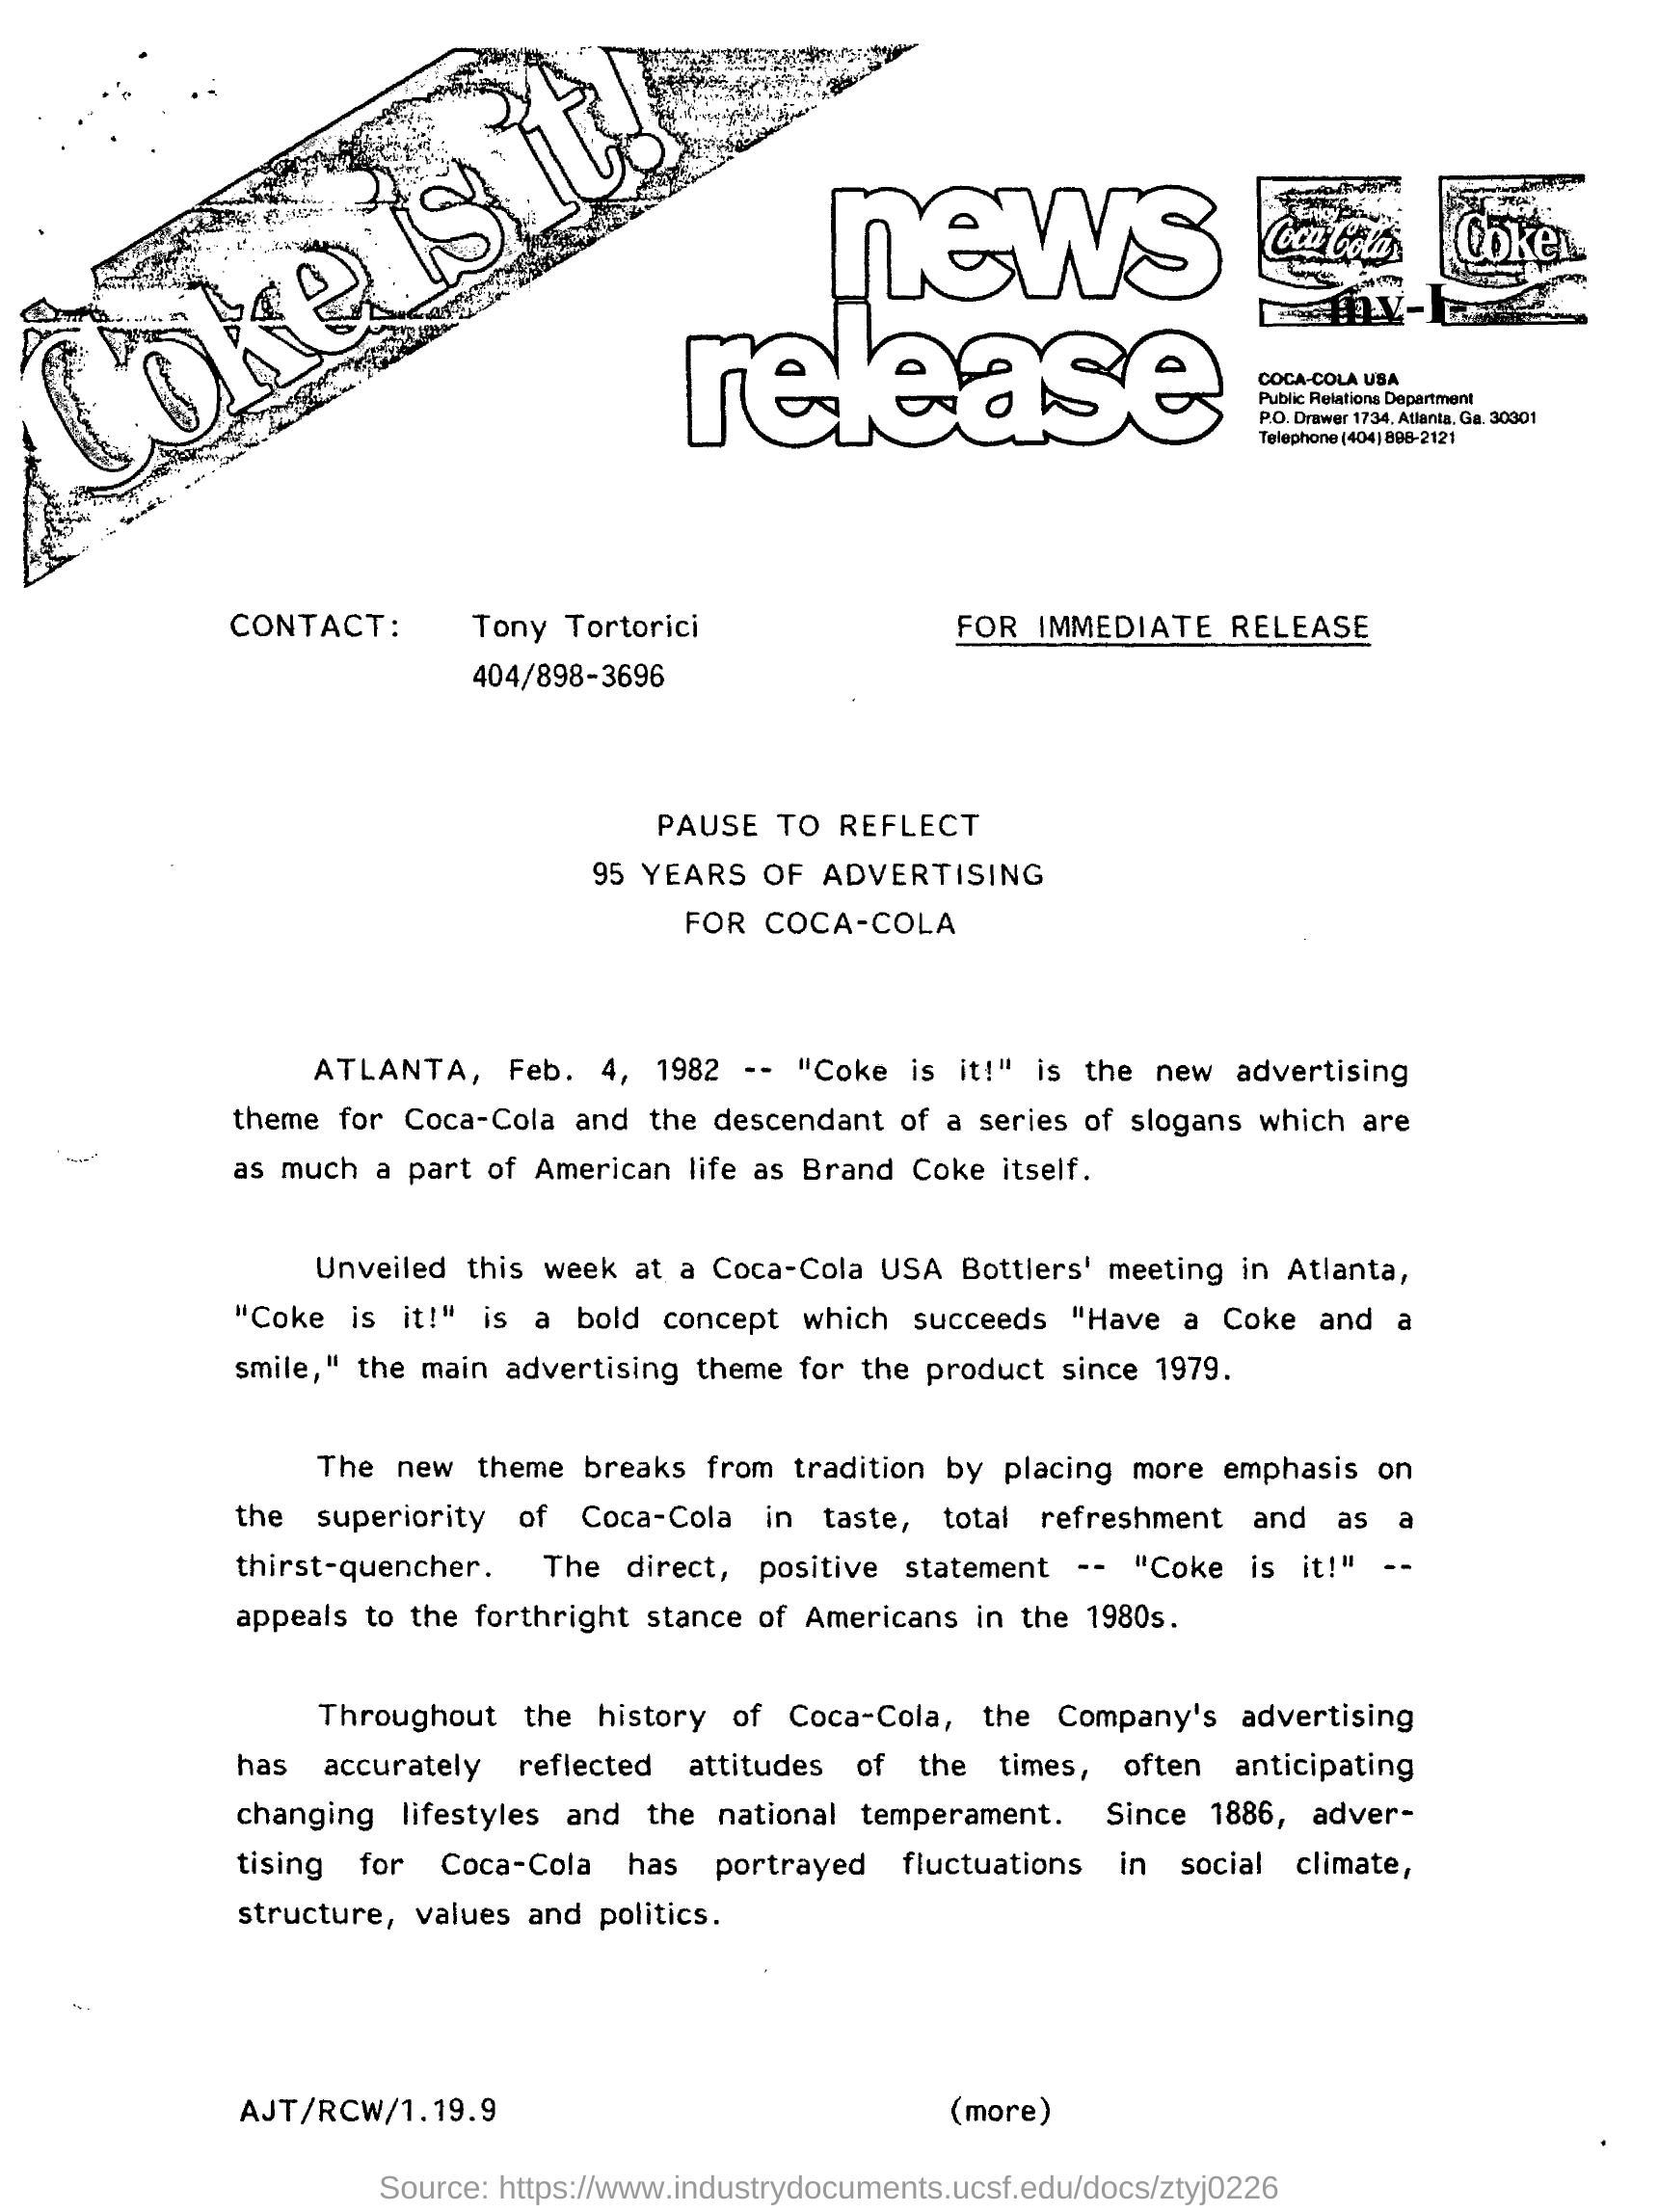 Coke is it!
news
release
Coca-Cola
Coke
mv-I
COCA-COLA USA
Public Relations Department
P.O. Drawer 1734, Atlanta, Ga. 30301
Telephone (404) 898-2121
CONTACT: Tony Tortorici FOR IMMEDIATE RELEASE
404/898-3696
PAUSE TO REFLECT
95 YEARS OF ADVERTISING
FOR COCA-COLA
ATLANTA, Feb. 4, 1982 -- "Coke is it!" is the new advertising
theme for Coca-Cola and the descendant of a series of slogans which are
as much a part of American life as Brand Coke itself.
Unveiled this week at a Coca-Cola USA Bottlers' meeting in Atlanta,
"Coke is it!" is a bold concept which succeeds "Have a Coke and a
smile," the main advertising theme for the product since 1979.
The new theme breaks from tradition by placing more emphasis on
the superiority of Coca-Cola in taste, total refreshment and as a
thirst-quencher. The direct, positive statement -- "Coke is it!" --
appeals to the forthright stance of Americans in the 1980s.
Throughout the history of Coca-Cola, the Company's advertising
has accurately reflected attitudes of the times, often anticipating
changing lifestyles and the national temperament. Since 1886, adver-
tising for Coca-Cola has portrayed fluctuations in social climate,
structure, values and politics.
AJT/RCW/1.19.9 (more)
Source: https://www.industrydocuments.ucsf.edu/docs/ztyj0226